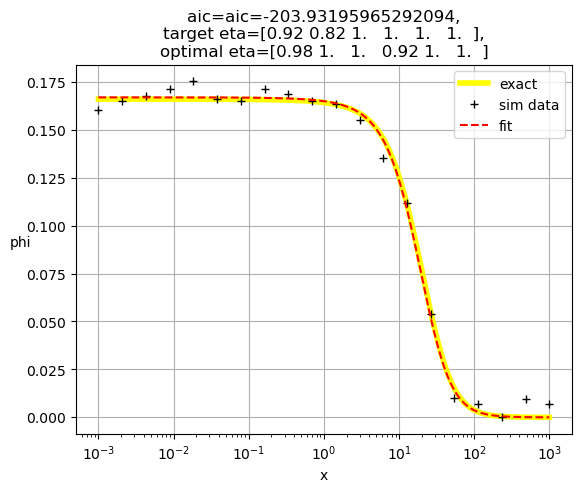 aic=aic=-203.93195965292094,
target eta=[0.92 0.82 1.   1.   1.   1.  ],
optimal eta=[0.98 1.   1.   0.92 1.   1.  ]
exact
sim data
fit
0.175
0.150
0.125
0.100
0.075
0.050
0.025
0.000
phi
10⁻³
10⁻²
10⁻¹
10⁰
10¹
10²
10³
x